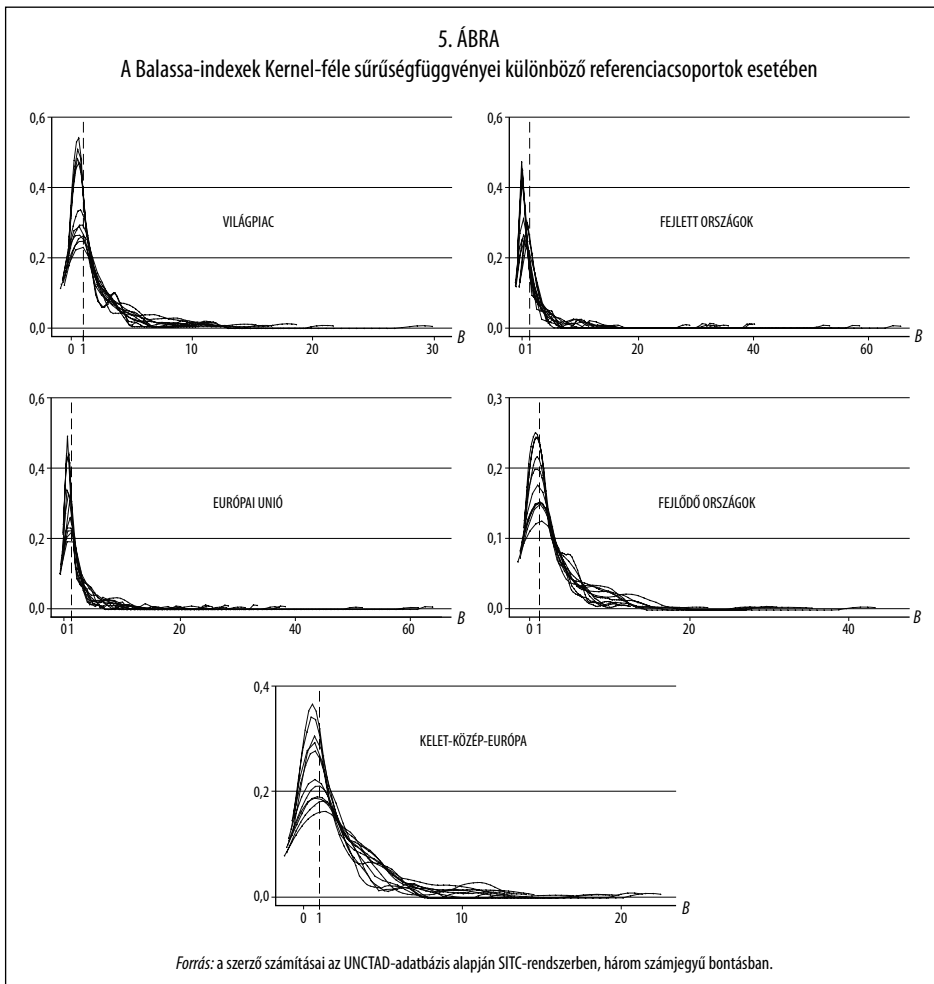 5. ÁBRA
A Balassa-indexek Kernel-féle sűrűségfüggvényei különböző referenciacsoportok esetében
0,6
0,4
0,2
0,0
VILÁGPIAC
0 1 10 20 30 B
0,6
0,4
0,2
0,0
FEJLETT ORSZÁGOK
0 1 20 40 60 B
0,6
0,4
0,2
0,0
EURÓPAI UNIÓ
0 1 20 40 60 B
0,3
0,2
0,1
0,0
FEJLŐDŐ ORSZÁGOK
0 1 20 40 B
0,4
0,2
0,0
KELET-KÖZÉP-EURÓPA
0 1 10 20 B
Forrás: a szerző számításai az UNCTAD-adatbázis alapján SITC-rendszerben, három számjegyű bontásban.